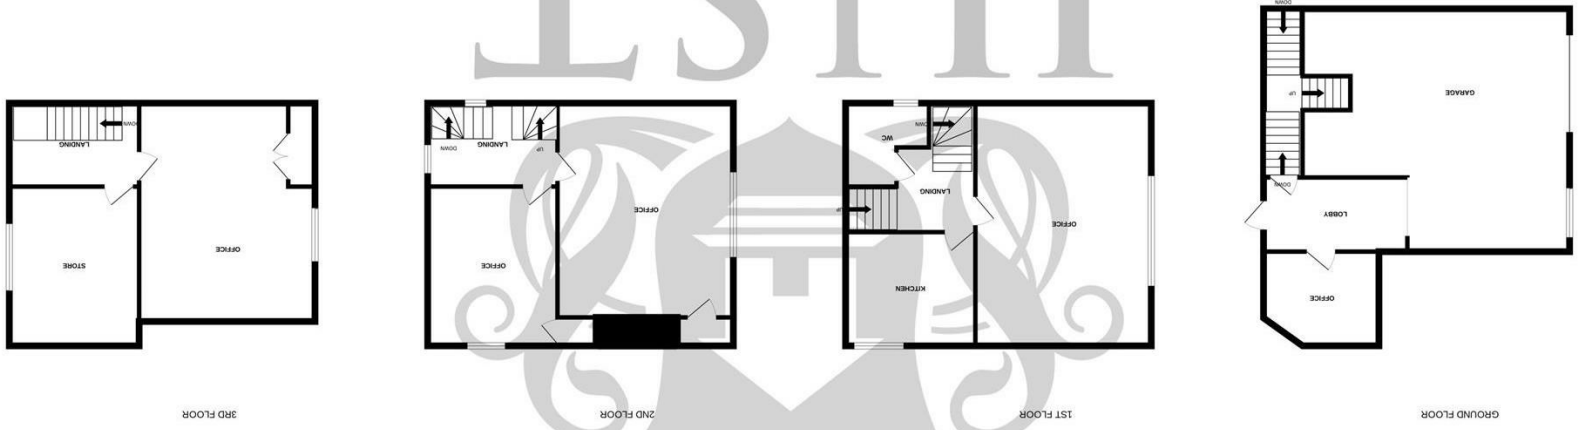 GROUND FLOOR
OFFICE
LOBBY
DOWN
GARAGE
UP
DOWN
1ST FLOOR
KITCHEN
OFFICE
UP
LANDING
WC
DOWN
2ND FLOOR
OFFICE
OFFICE
UP
LANDING
DOWN
3RD FLOOR
STORE
OFFICE
LANDING
DOWN